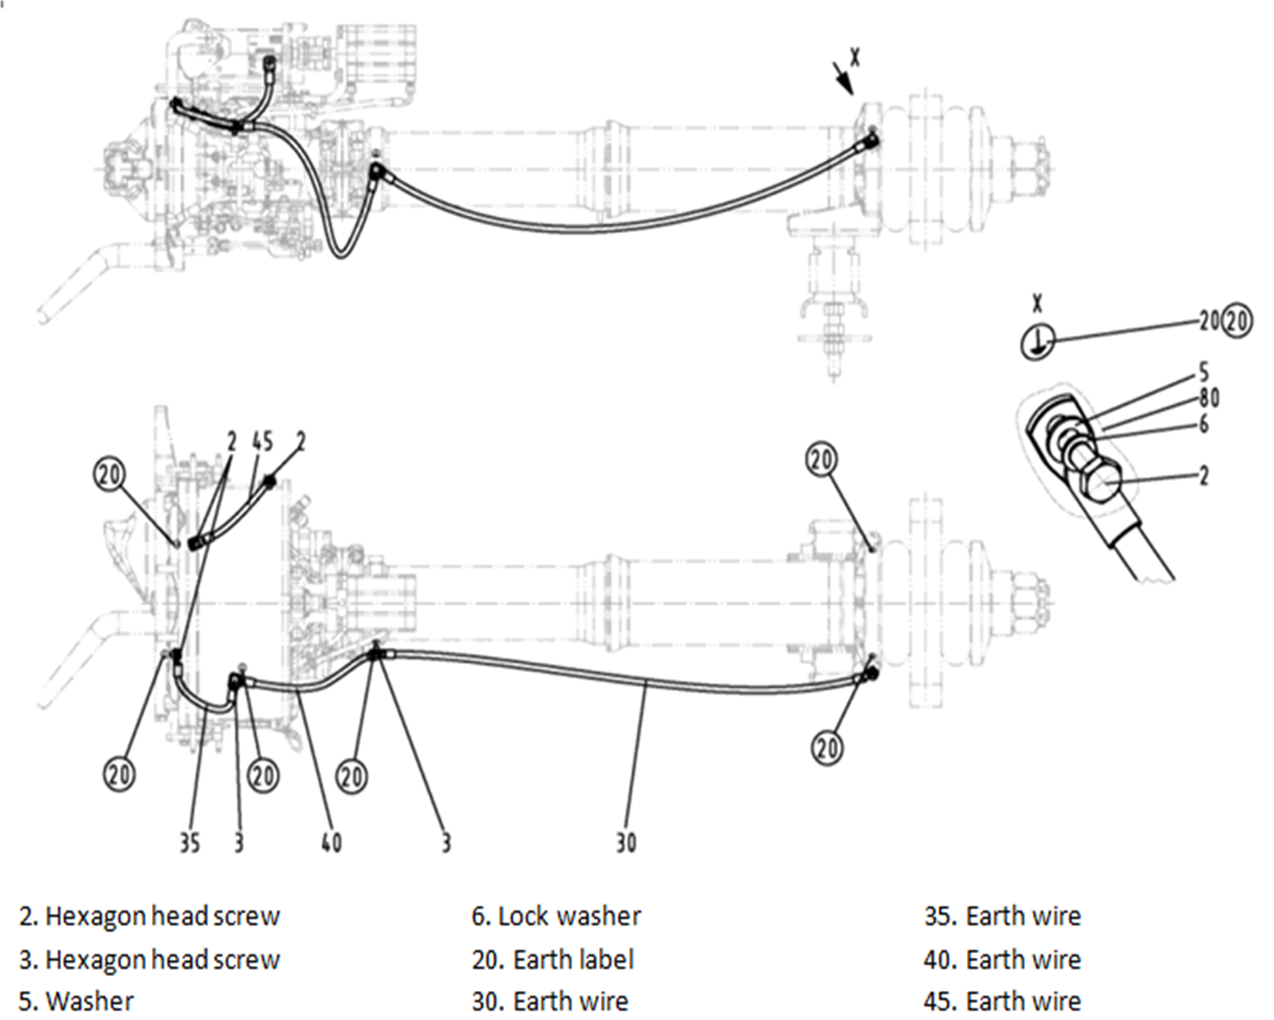 X
X
20 20
5
80
6
2
2 45 2
20
20
20
20
20
20
35 3 40 3 30
2. Hexagon head screw
3. Hexagon head screw
5. Washer
6. Lock washer
20. Earth label
30. Earth wire
35. Earth wire
40. Earth wire
45. Earth wire